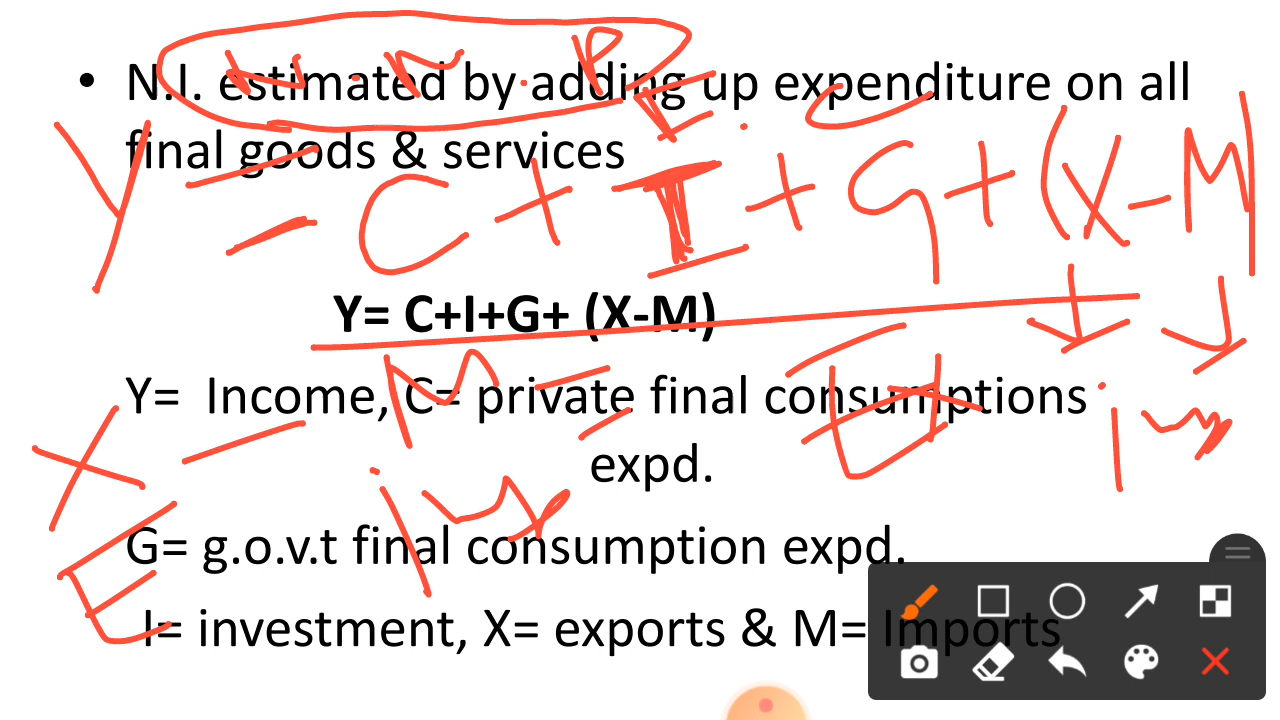 • N.I. estimated by adding up expenditure on all
final goods & services
N.N.P
Y = C + I + G + (X-M)
Y= C+I+G+ (X-M)
Y= Income, C= private final consumptions
expd.
G= g.o.v.t final consumption expd.
I= investment, X= exports & M= Imports